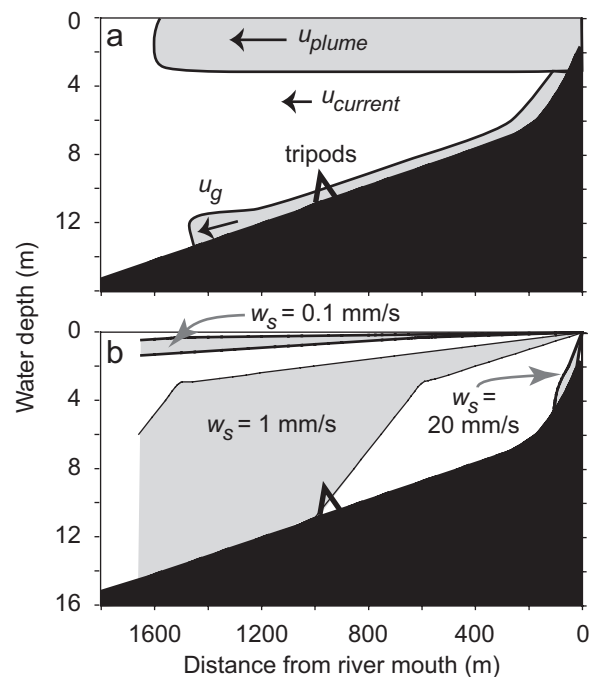 0
4
8
12
a
u_plume
u_current
tripods
u_g
Water depth (m)
0
4
8
12
16
b
w_s = 0.1 mm/s
w_s = 1 mm/s
w_s =
20 mm/s
1600 1200 800 400 0
Distance from river mouth (m)